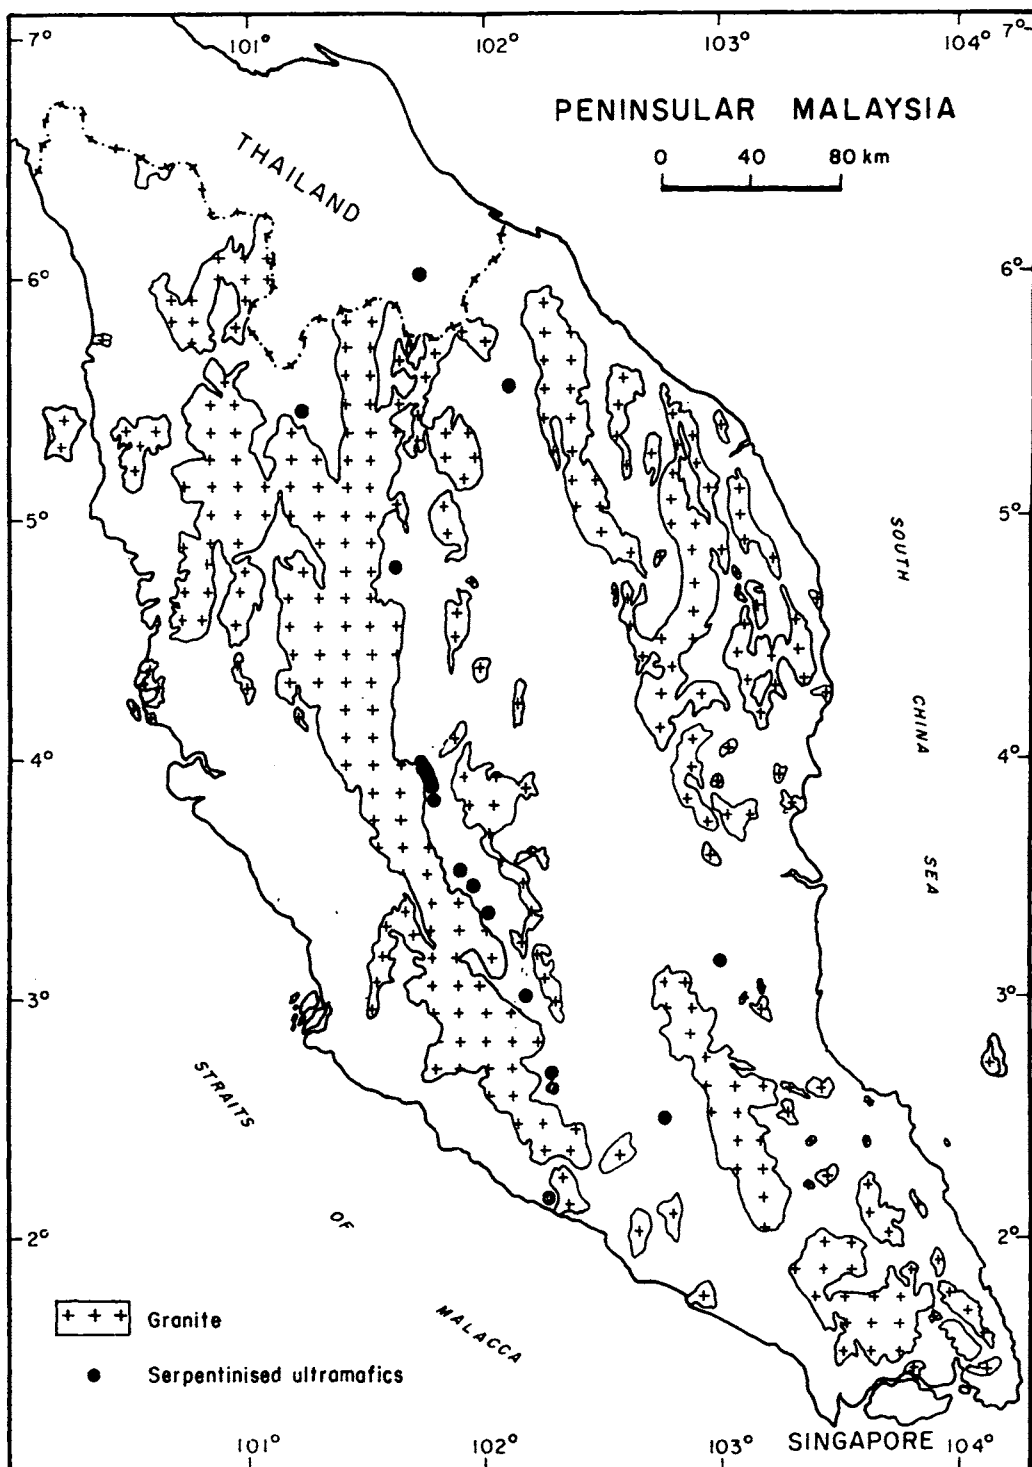 7° 101° 102° 103° 104° 7°
PENINSULAR MALAYSIA
0 40 80 km
THAILAND
6° 6°
5° 5°
SOUTH
CHINA
SEA
4° 4°
3° 3°
STRAITS
OF
MALACCA
2° 2°
Granite
Serpentinised ultramafics
SINGAPORE
101° 102° 103° 104°